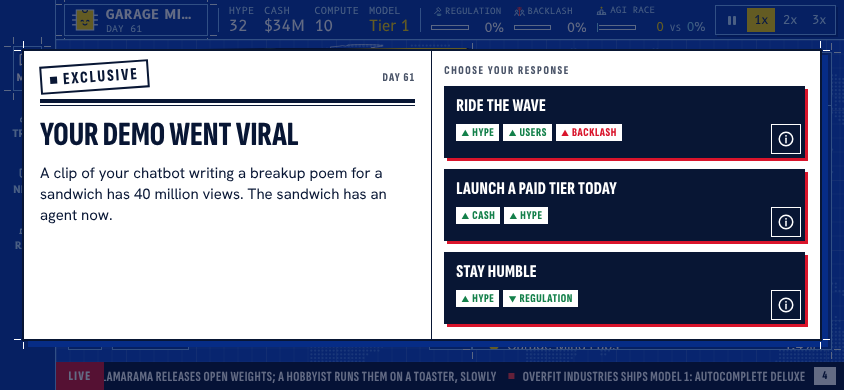 GARAGE MI...
DAY 61
HYPE
32
CASH
$34M
COMPUTE
10
MODEL
Tier 1
REGULATION
0%
BACKLASH
0%
AGI RACE
0 vs 0%
1x
2x
3x
EXCLUSIVE
DAY 61
YOUR DEMO WENT VIRAL
A clip of your chatbot writing a breakup poem for a
sandwich has 40 million views. The sandwich has an
agent now.
CHOOSE YOUR RESPONSE
RIDE THE WAVE
▲ HYPE ▲ USERS ▲ BACKLASH
LAUNCH A PAID TIER TODAY
▲ CASH ▲ HYPE
STAY HUMBLE
▲ HYPE ▼ REGULATION
LIVE
LAMARAMA RELEASES OPEN WEIGHTS; A HOBBYIST RUNS THEM ON A TOASTER, SLOWLY ■ OVERFIT INDUSTRIES SHIPS MODEL 1: AUTOCOMPLETE DELUXE
4